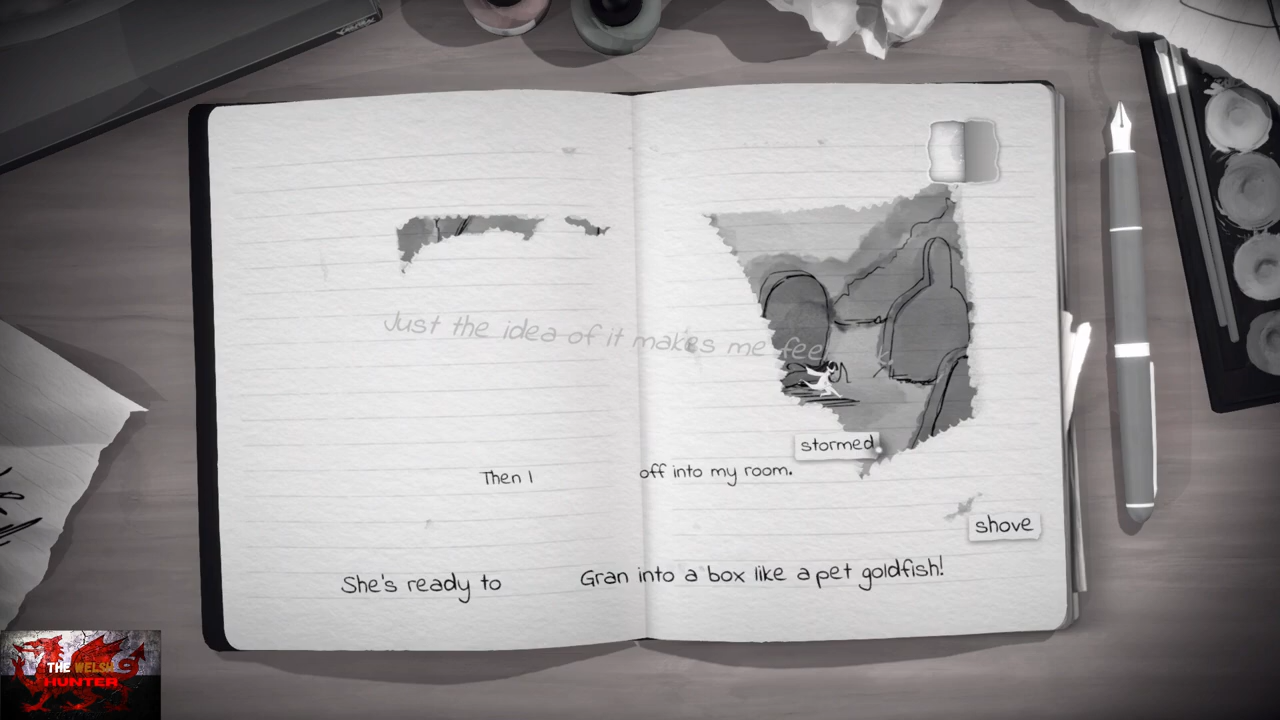 Just the idea of it makes me fee
stormed
Then I off into my room.
shove
She's ready to Gran into a box like a pet goldfish!
THE WELSH
HUNTER